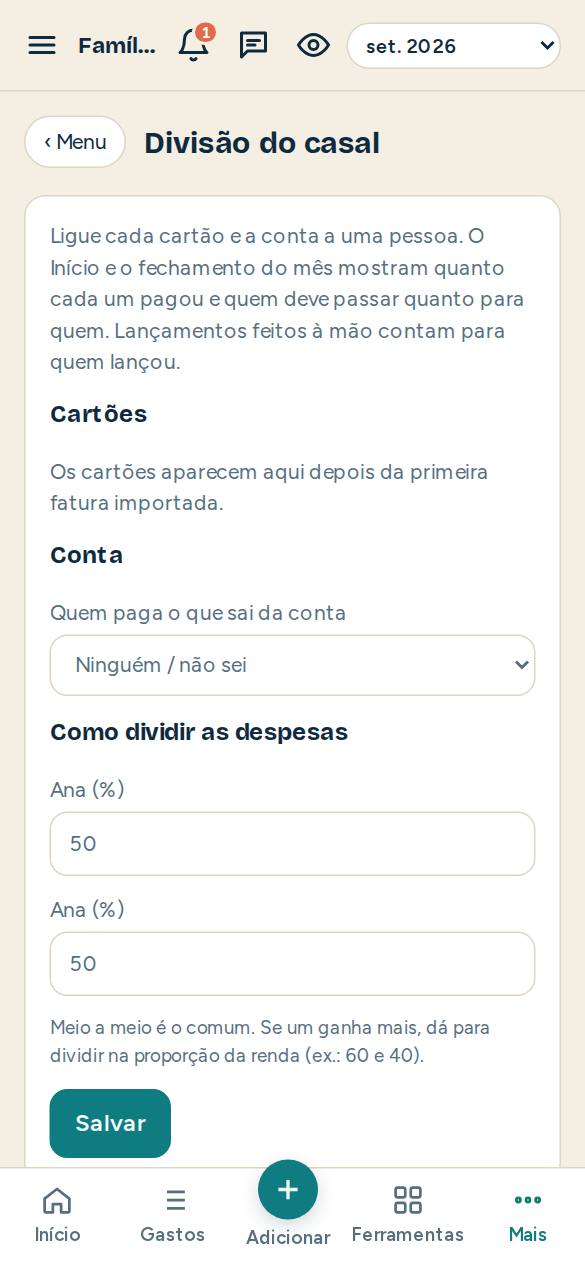 Famíl...
1
set. 2026
‹ Menu
Divisão do casal
Ligue cada cartão e a conta a uma pessoa. O
Início e o fechamento do mês mostram quanto
cada um pagou e quem deve passar quanto para
quem. Lançamentos feitos à mão contam para
quem lançou.
Cartões
Os cartões aparecem aqui depois da primeira
fatura importada.
Conta
Quem paga o que sai da conta
Ninguém / não sei
Como dividir as despesas
Ana (%)
50
Ana (%)
50
Meio a meio é o comum. Se um ganha mais, dá para
dividir na proporção da renda (ex.: 60 e 40).
Salvar
Início
Gastos
Adicionar
Ferramentas
Mais